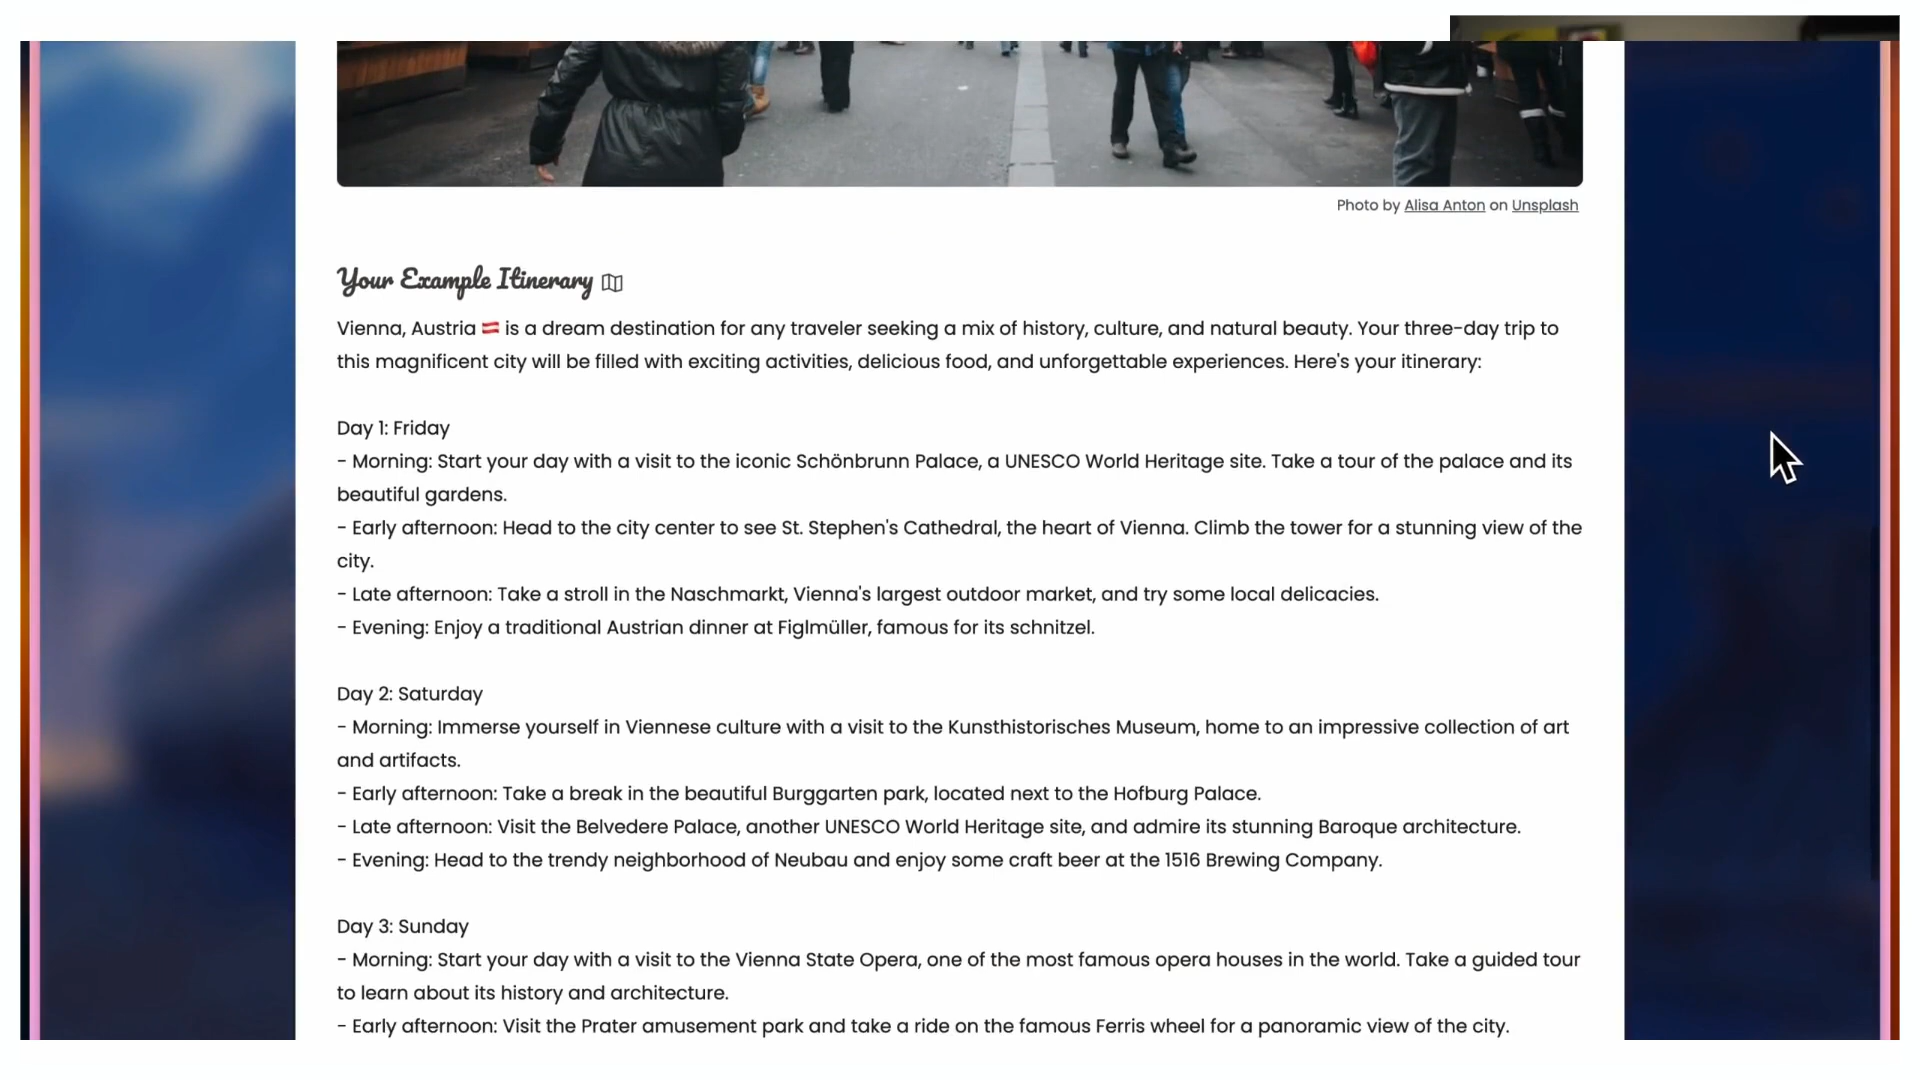 Photo by Alisa Anton on Unsplash
Your Example Itinerary
Vienna, Austria 🇦🇹 is a dream destination for any traveler seeking a mix of history, culture, and natural beauty. Your three-day trip to
this magnificent city will be filled with exciting activities, delicious food, and unforgettable experiences. Here's your itinerary:
Day 1: Friday
- Morning: Start your day with a visit to the iconic Schönbrunn Palace, a UNESCO World Heritage site. Take a tour of the palace and its
beautiful gardens.
- Early afternoon: Head to the city center to see St. Stephen's Cathedral, the heart of Vienna. Climb the tower for a stunning view of the
city.
- Late afternoon: Take a stroll in the Naschmarkt, Vienna's largest outdoor market, and try some local delicacies.
- Evening: Enjoy a traditional Austrian dinner at Figlmüller, famous for its schnitzel.
Day 2: Saturday
- Morning: Immerse yourself in Viennese culture with a visit to the Kunsthistorisches Museum, home to an impressive collection of art
and artifacts.
- Early afternoon: Take a break in the beautiful Burggarten park, located next to the Hofburg Palace.
- Late afternoon: Visit the Belvedere Palace, another UNESCO World Heritage site, and admire its stunning Baroque architecture.
- Evening: Head to the trendy neighborhood of Neubau and enjoy some craft beer at the 1516 Brewing Company.
Day 3: Sunday
- Morning: Start your day with a visit to the Vienna State Opera, one of the most famous opera houses in the world. Take a guided tour
to learn about its history and architecture.
- Early afternoon: Visit the Prater amusement park and take a ride on the famous Ferris wheel for a panoramic view of the city.